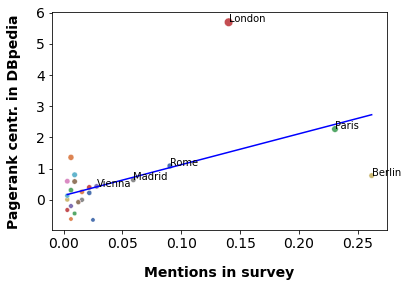 Pagerank centr. in DBpedia
6
5
4
3
2
1
0
London
Paris
Rome
Berlin
Madrid
Vienna
0.00 0.05 0.10 0.15 0.20 0.25
Mentions in survey